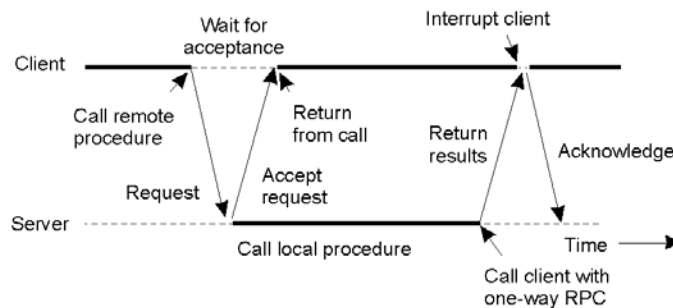 Interrupt client
Wait for
acceptance
Client
Call remote
procedure
Return
from call
Return
results
Acknowledge
Request
Accept
request
Server
Call local procedure
Time
Call client with
one-way RPC